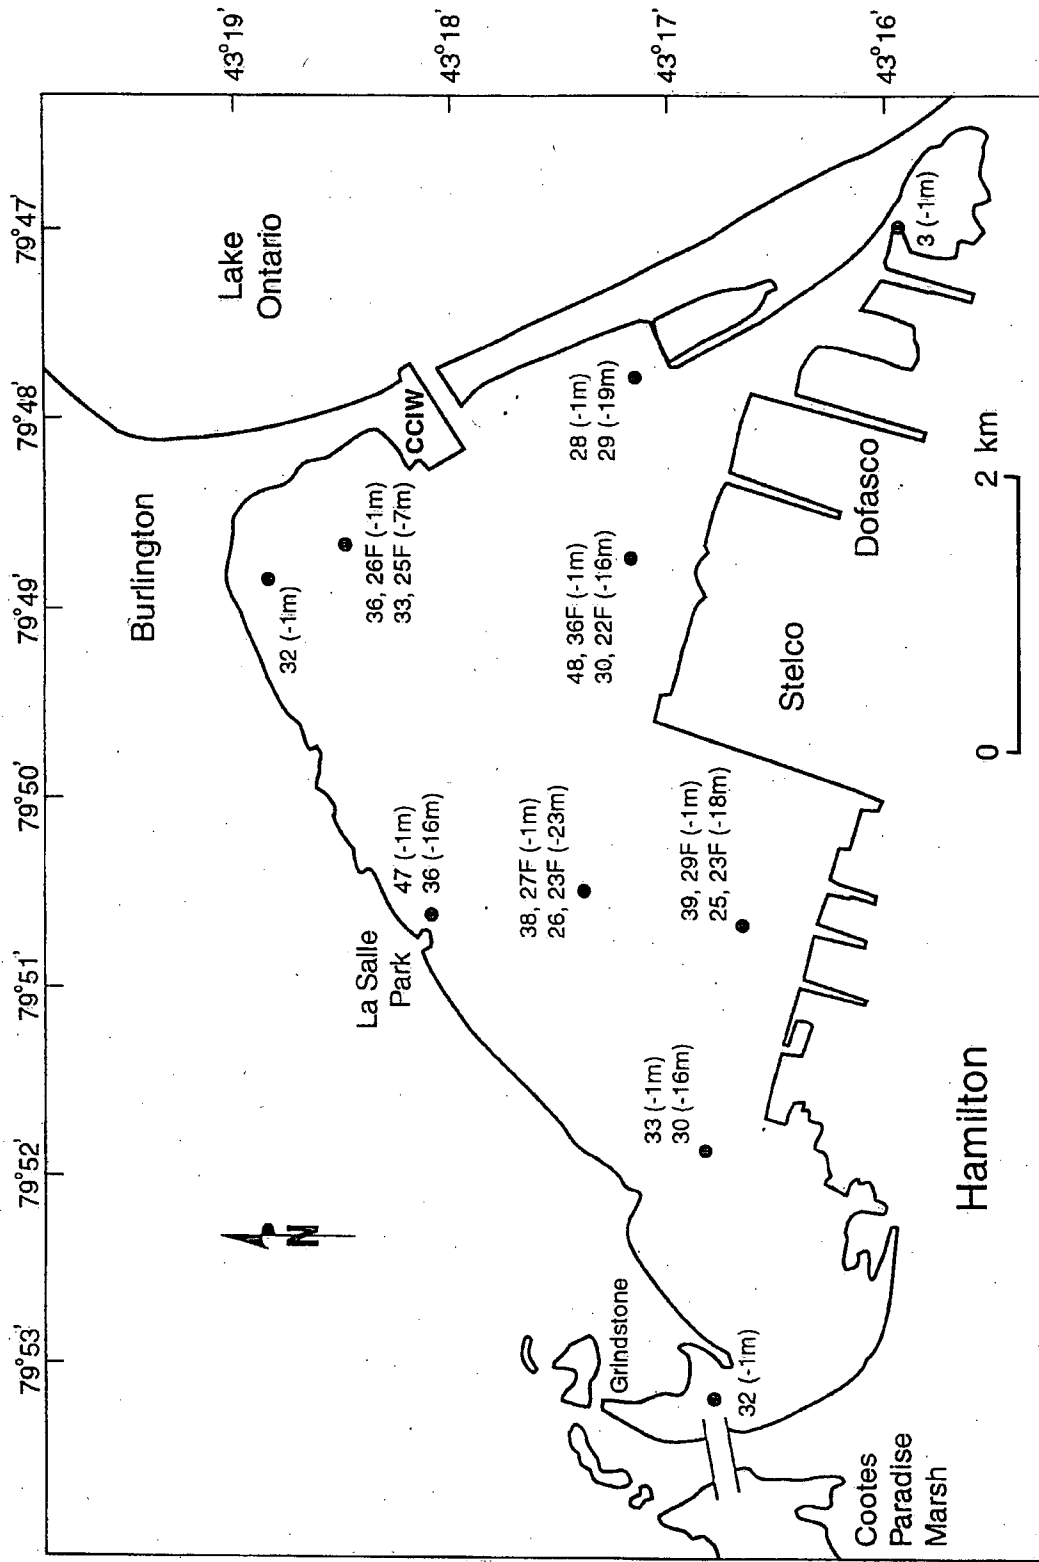 79°53'
79°52'
79°51'
79°50'
79°49'
79°48'
79°47'
43°19'
43°18'
43°17'
43°16'
N
Burlington
Lake
Ontario
CCIW
32 (-1m)
36, 26F (-1m)
33, 25F (-7m)
La Salle
Park
47 (-1m)
36 (-16m)
38, 27F (-1m)
26, 23F (-23m)
48, 36F (-1m)
30, 22F (-16m)
28 (-1m)
29 (-19m)
Grindstone
33 (-1m)
30 (-16m)
39, 29F (-1m)
25, 23F (-18m)
32 (-1m)
3 (-1m)
Stelco
Dofasco
Cootes
Paradise
Marsh
Hamilton
0
2 km